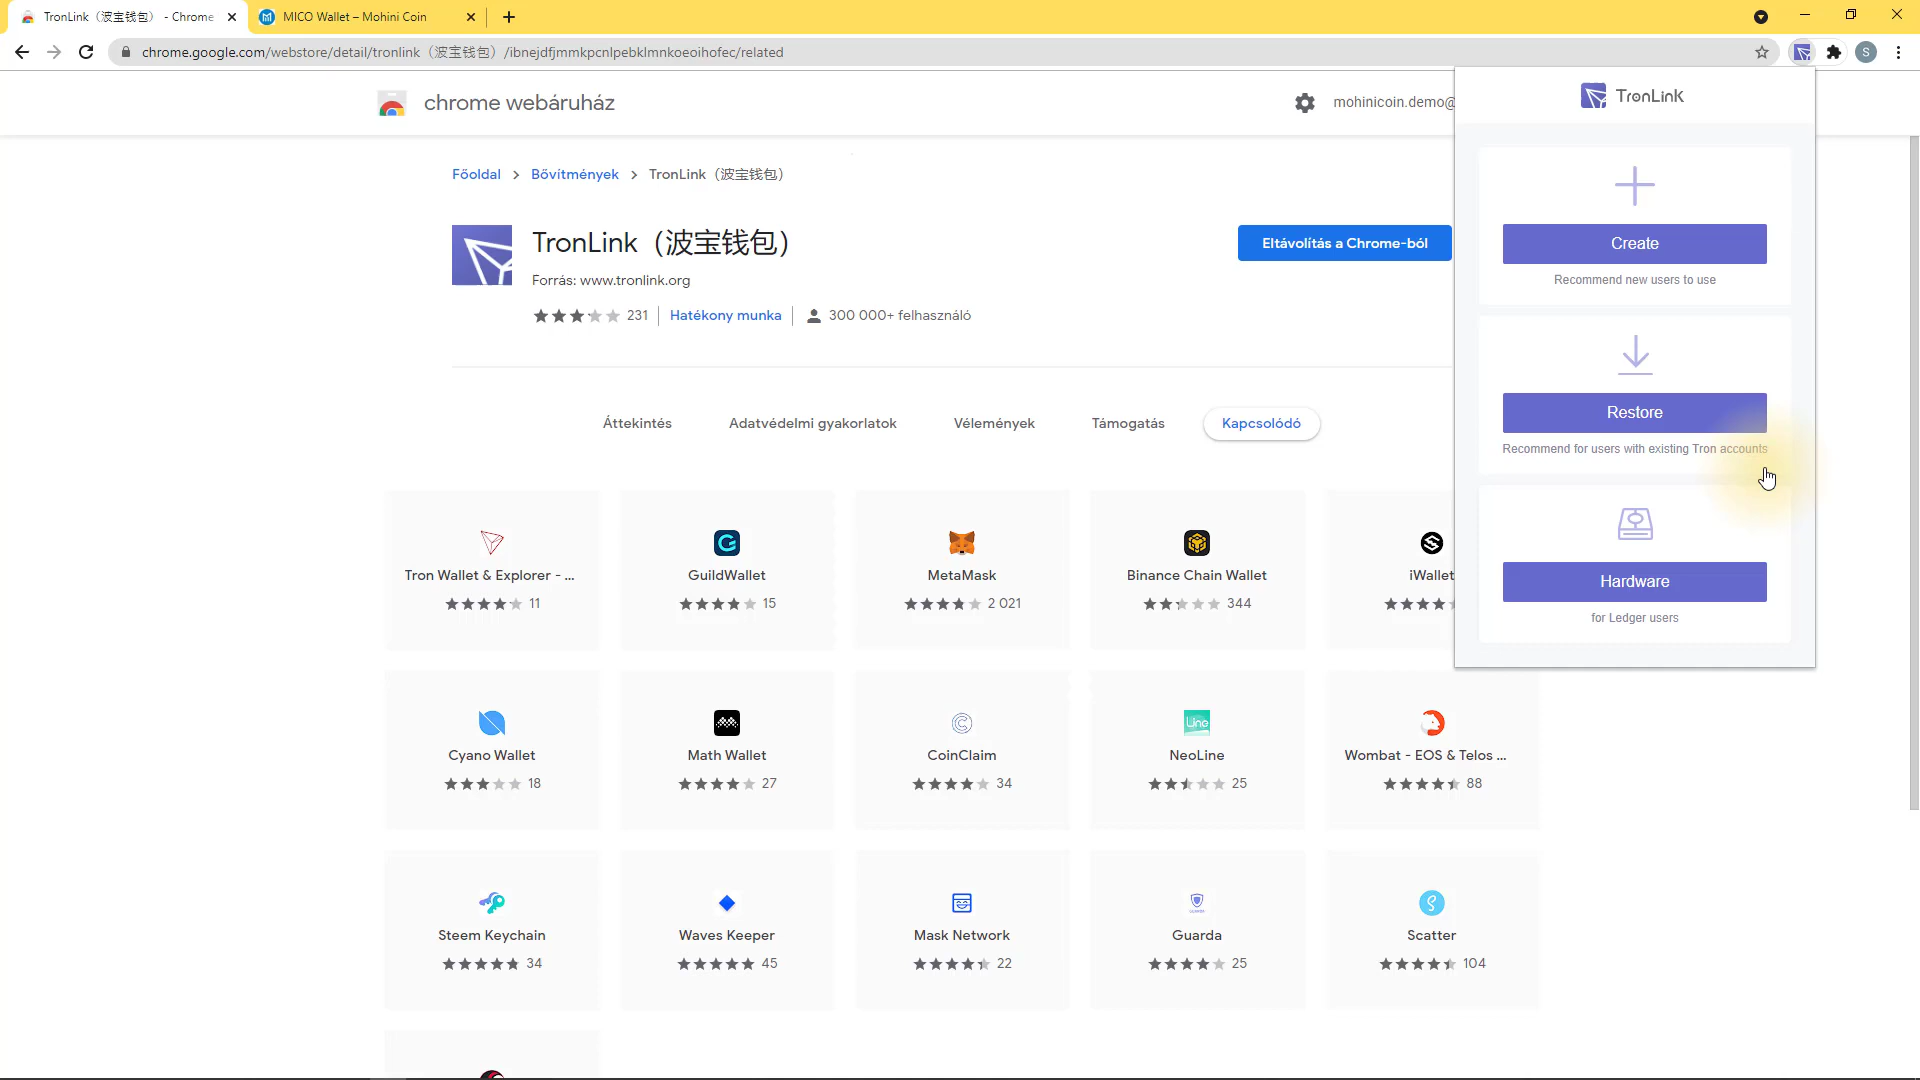 TronLink（波宝钱包） - Chrome
MICO Wallet – Mohini Coin
chrome.google.com/webstore/detail/tronlink（波宝钱包）/ibnejdfjmmkpcnlpebklmnkoeoihofec/related
S
chrome webáruház
mohinicoin.demo@
TronLink
Főoldal > Bővítmények > TronLink（波宝钱包）
TronLink（波宝钱包）
Eltávolítás a Chrome-ból
Forrás: www.tronlink.org
231 | Hatékony munka | 300 000+ felhasználó
Create
Recommend new users to use
Restore
Recommend for users with existing Tron accounts
Hardware
for Ledger users
Áttekintés
Adatvédelmi gyakorlatok
Vélemények
Támogatás
Kapcsolódó
Tron Wallet & Explorer - ...
11
GuildWallet
15
MetaMask
2 021
Binance Chain Wallet
344
iWallet
Cyano Wallet
18
Math Wallet
27
CoinClaim
34
Line
NeoLine
25
Wombat - EOS & Telos ...
88
Steem Keychain
34
Waves Keeper
45
Mask Network
22
Guarda
25
Scatter
104